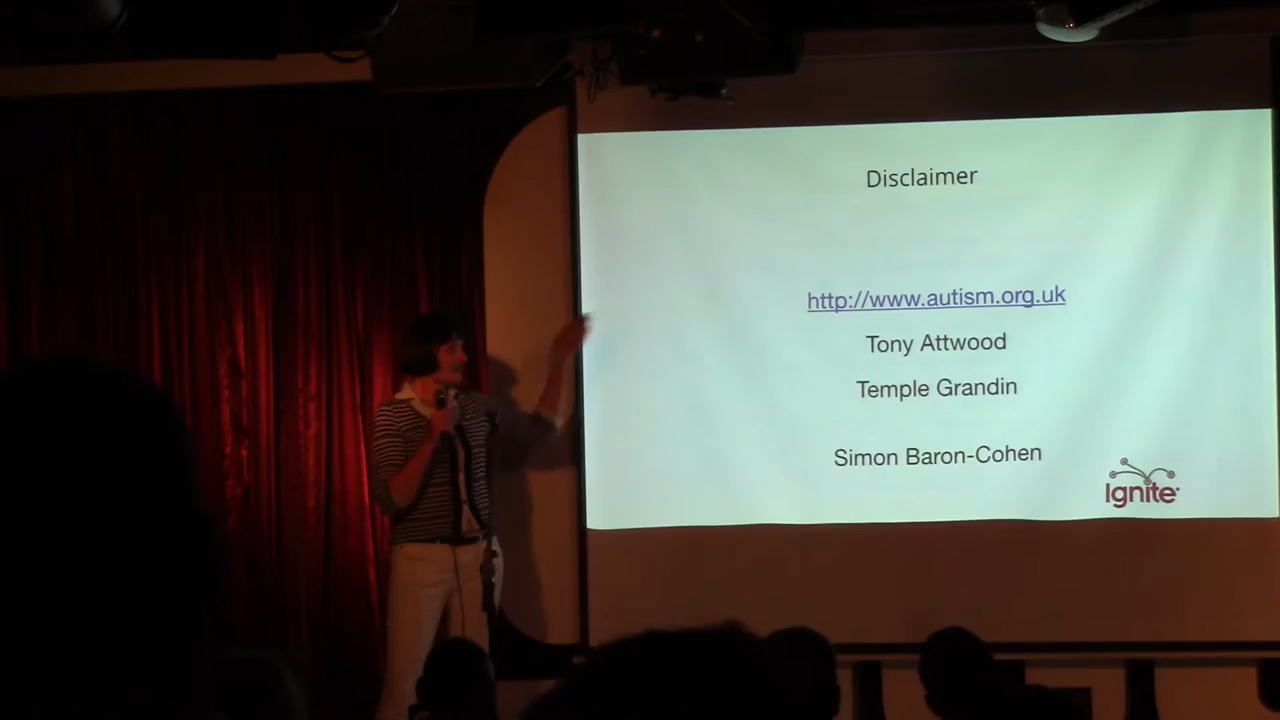 Disclaimer
http://www.autism.org.uk
Tony Attwood
Temple Grandin
Simon Baron-Cohen
Ignite